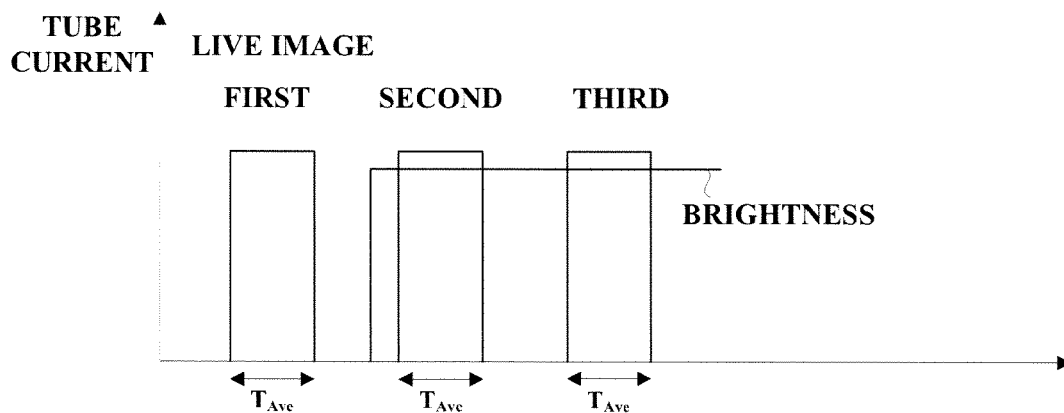 TUBE
CURRENT
LIVE IMAGE
FIRST SECOND THIRD
BRIGHTNESS
TAve TAve TAve